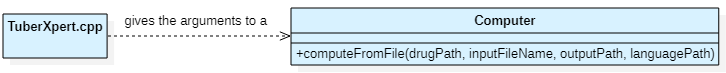 TuberXpert.cpp
gives the arguments to a
Computer
+computeFromFile(drugPath, inputFileName, outputPath, languagePath)